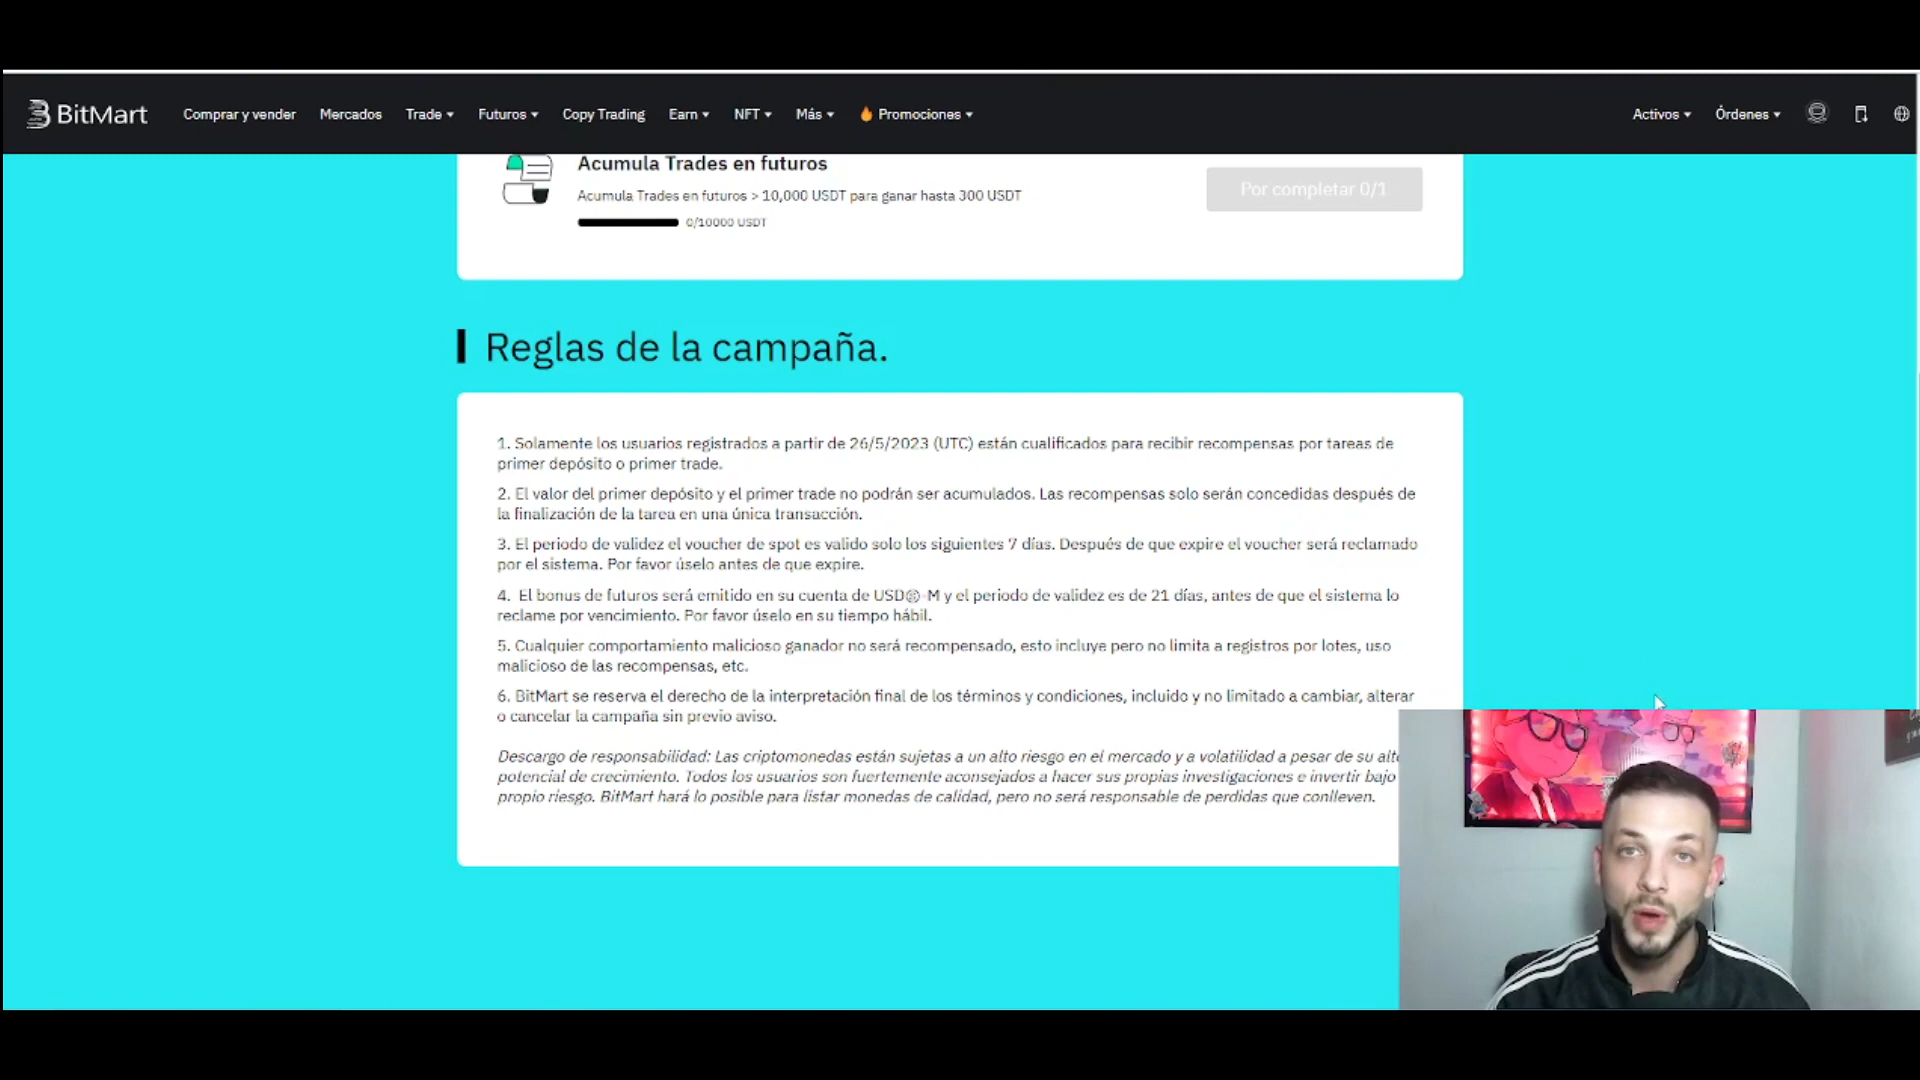 BitMart Comprar y vender Mercados Trade Futuros Copy Trading Earn NFT Más Promociones Activos Órdenes
Acumula Trades en futuros
Acumula Trades en futuros > 10,000 USDT para ganar hasta 300 USDT
0/10000 USDT
Por completar 0/1
Reglas de la campaña.
1. Solamente los usuarios registrados a partir de 26/5/2023 (UTC) están cualificados para recibir recompensas por tareas de
primer depósito o primer trade.
2. El valor del primer depósito y el primer trade no podrán ser acumulados. Las recompensas solo serán concedidas después de
la finalización de la tarea en una única transacción.
3. El periodo de validez el voucher de spot es valido solo los siguientes 7 días. Después de que expire el voucher será reclamado
por el sistema. Por favor úselo antes de que expire.
4. El bonus de futuros será emitido en su cuenta de USDⓈ-M y el periodo de validez es de 21 días, antes de que el sistema lo
reclame por vencimiento. Por favor úselo en su tiempo hábil.
5. Cualquier comportamiento malicioso ganador no será recompensado, esto incluye pero no limita a registros por lotes, uso
malicioso de las recompensas, etc.
6. BitMart se reserva el derecho de la interpretación final de los términos y condiciones, incluido y no limitado a cambiar, alterar
o cancelar la campaña sin previo aviso.
Descargo de responsabilidad: Las criptomonedas están sujetas a un alto riesgo en el mercado y a volatilidad a pesar de su alto
potencial de crecimiento. Todos los usuarios son fuertemente aconsejados a hacer sus propias investigaciones e invertir bajo
propio riesgo. BitMart hará lo posible para listar monedas de calidad, pero no será responsable de perdidas que conlleven.